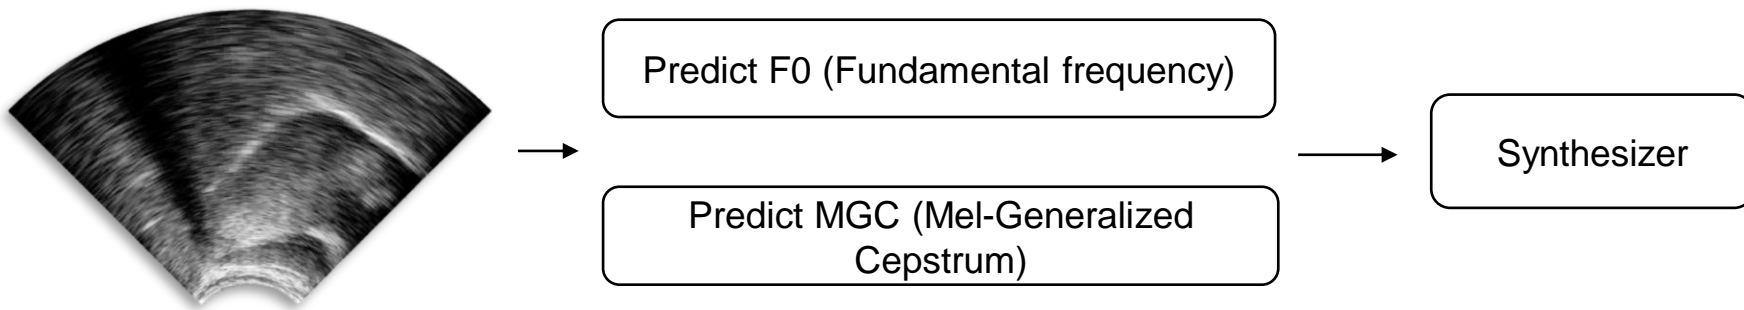 Predict F0 (Fundamental frequency)
Predict MGC (Mel-Generalized
Cepstrum)
Synthesizer